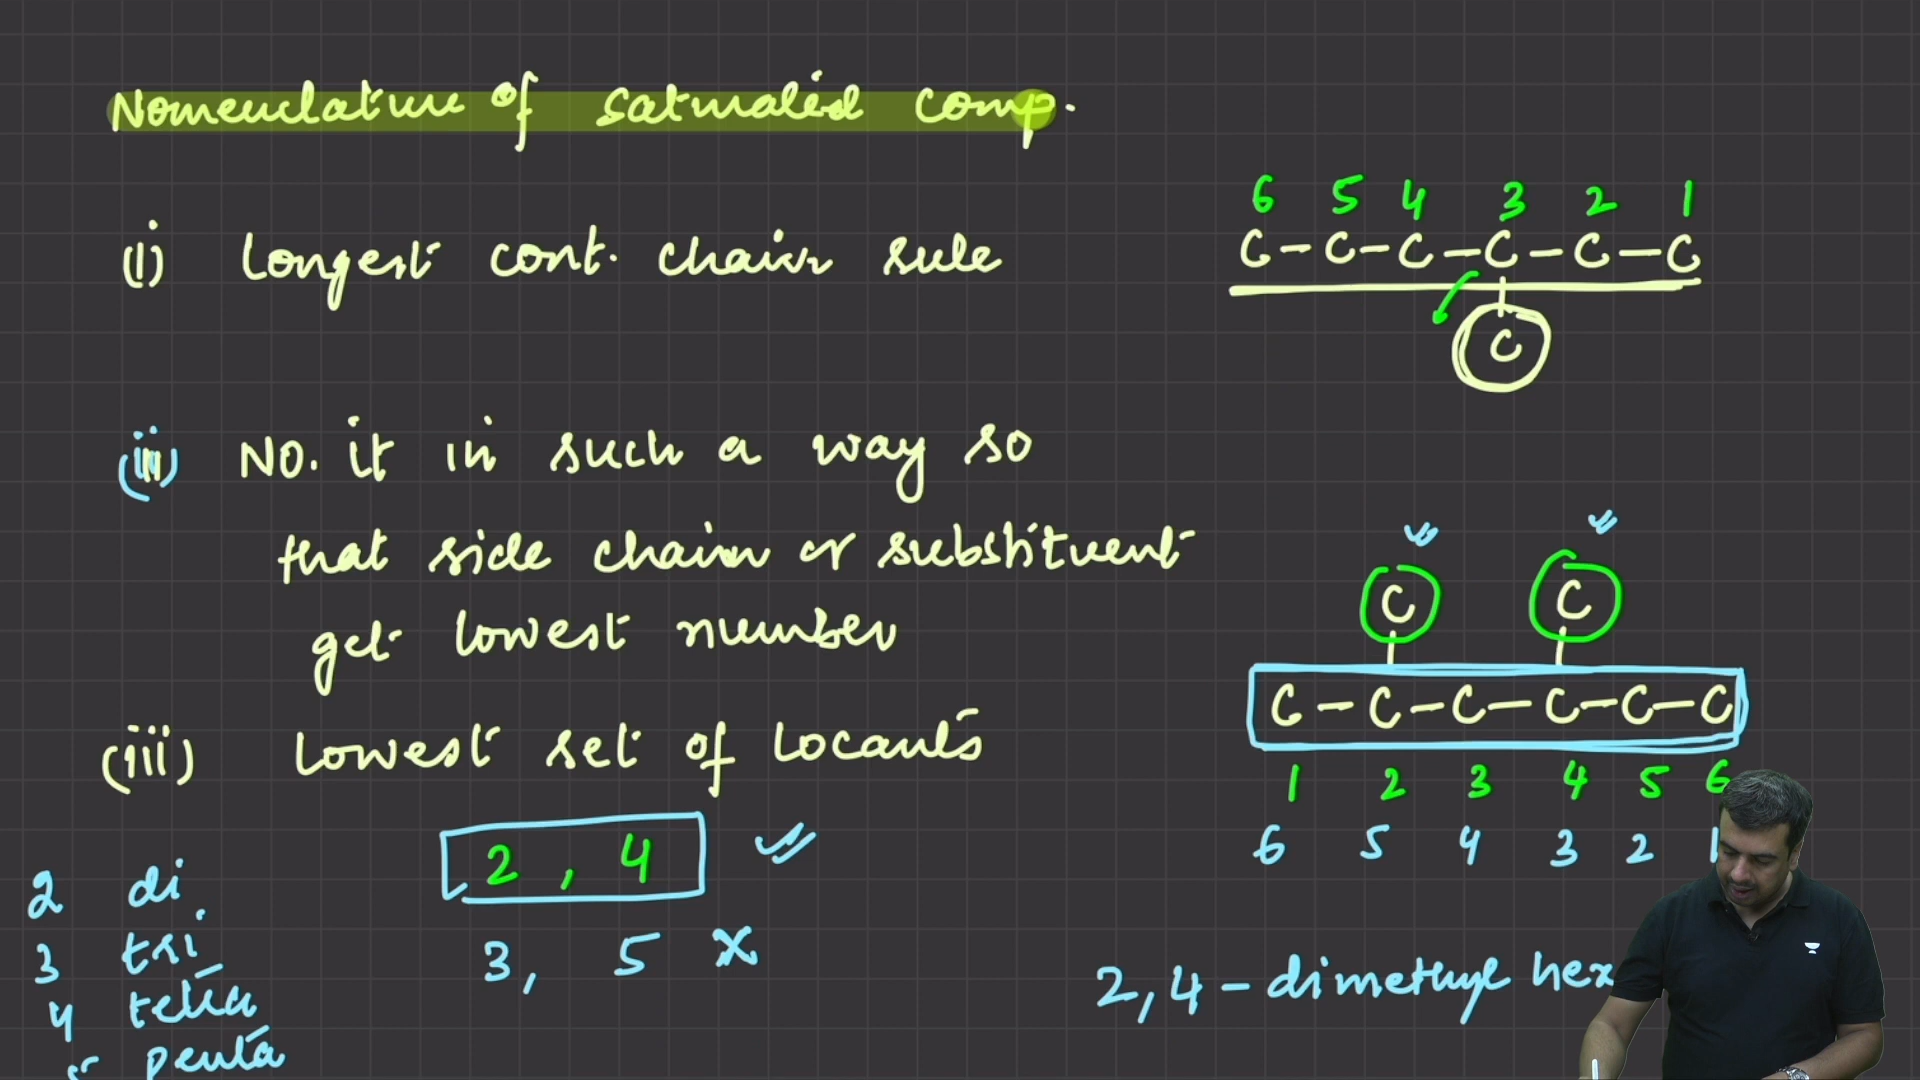 Nomenclature of saturated comp.
(i) Longest cont. chain rule
6 5 4 3 2 1
C-C-C-C-C-C
C
(ii) NO. it in such a way so
that side chain or substituent
get lowest number
C C
C-C-C-C-C-C
1 2 3 4 5 6
6 5 4 3 2 1
(iii) Lowest set of Locants
2, 4
3, 5 x
2 di
3 tri
4 tetra
5 penta
2,4-dimethyl hex